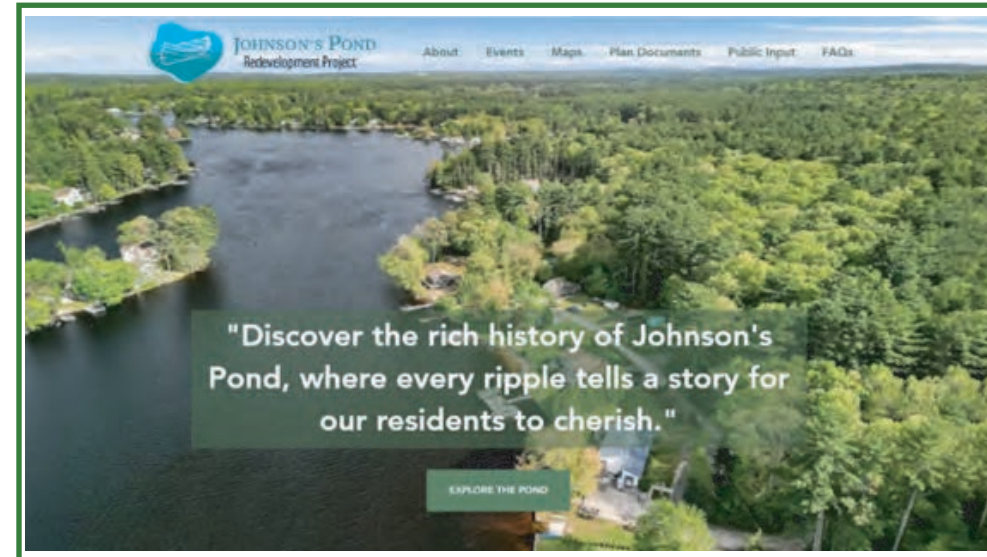 JOHNSON'S POND
Redevelopment Project
About Events Maps Plan Documents Public Input FAQs
"Discover the rich history of Johnson's
Pond, where every ripple tells a story for
our residents to cherish."
EXPLORE THE POND